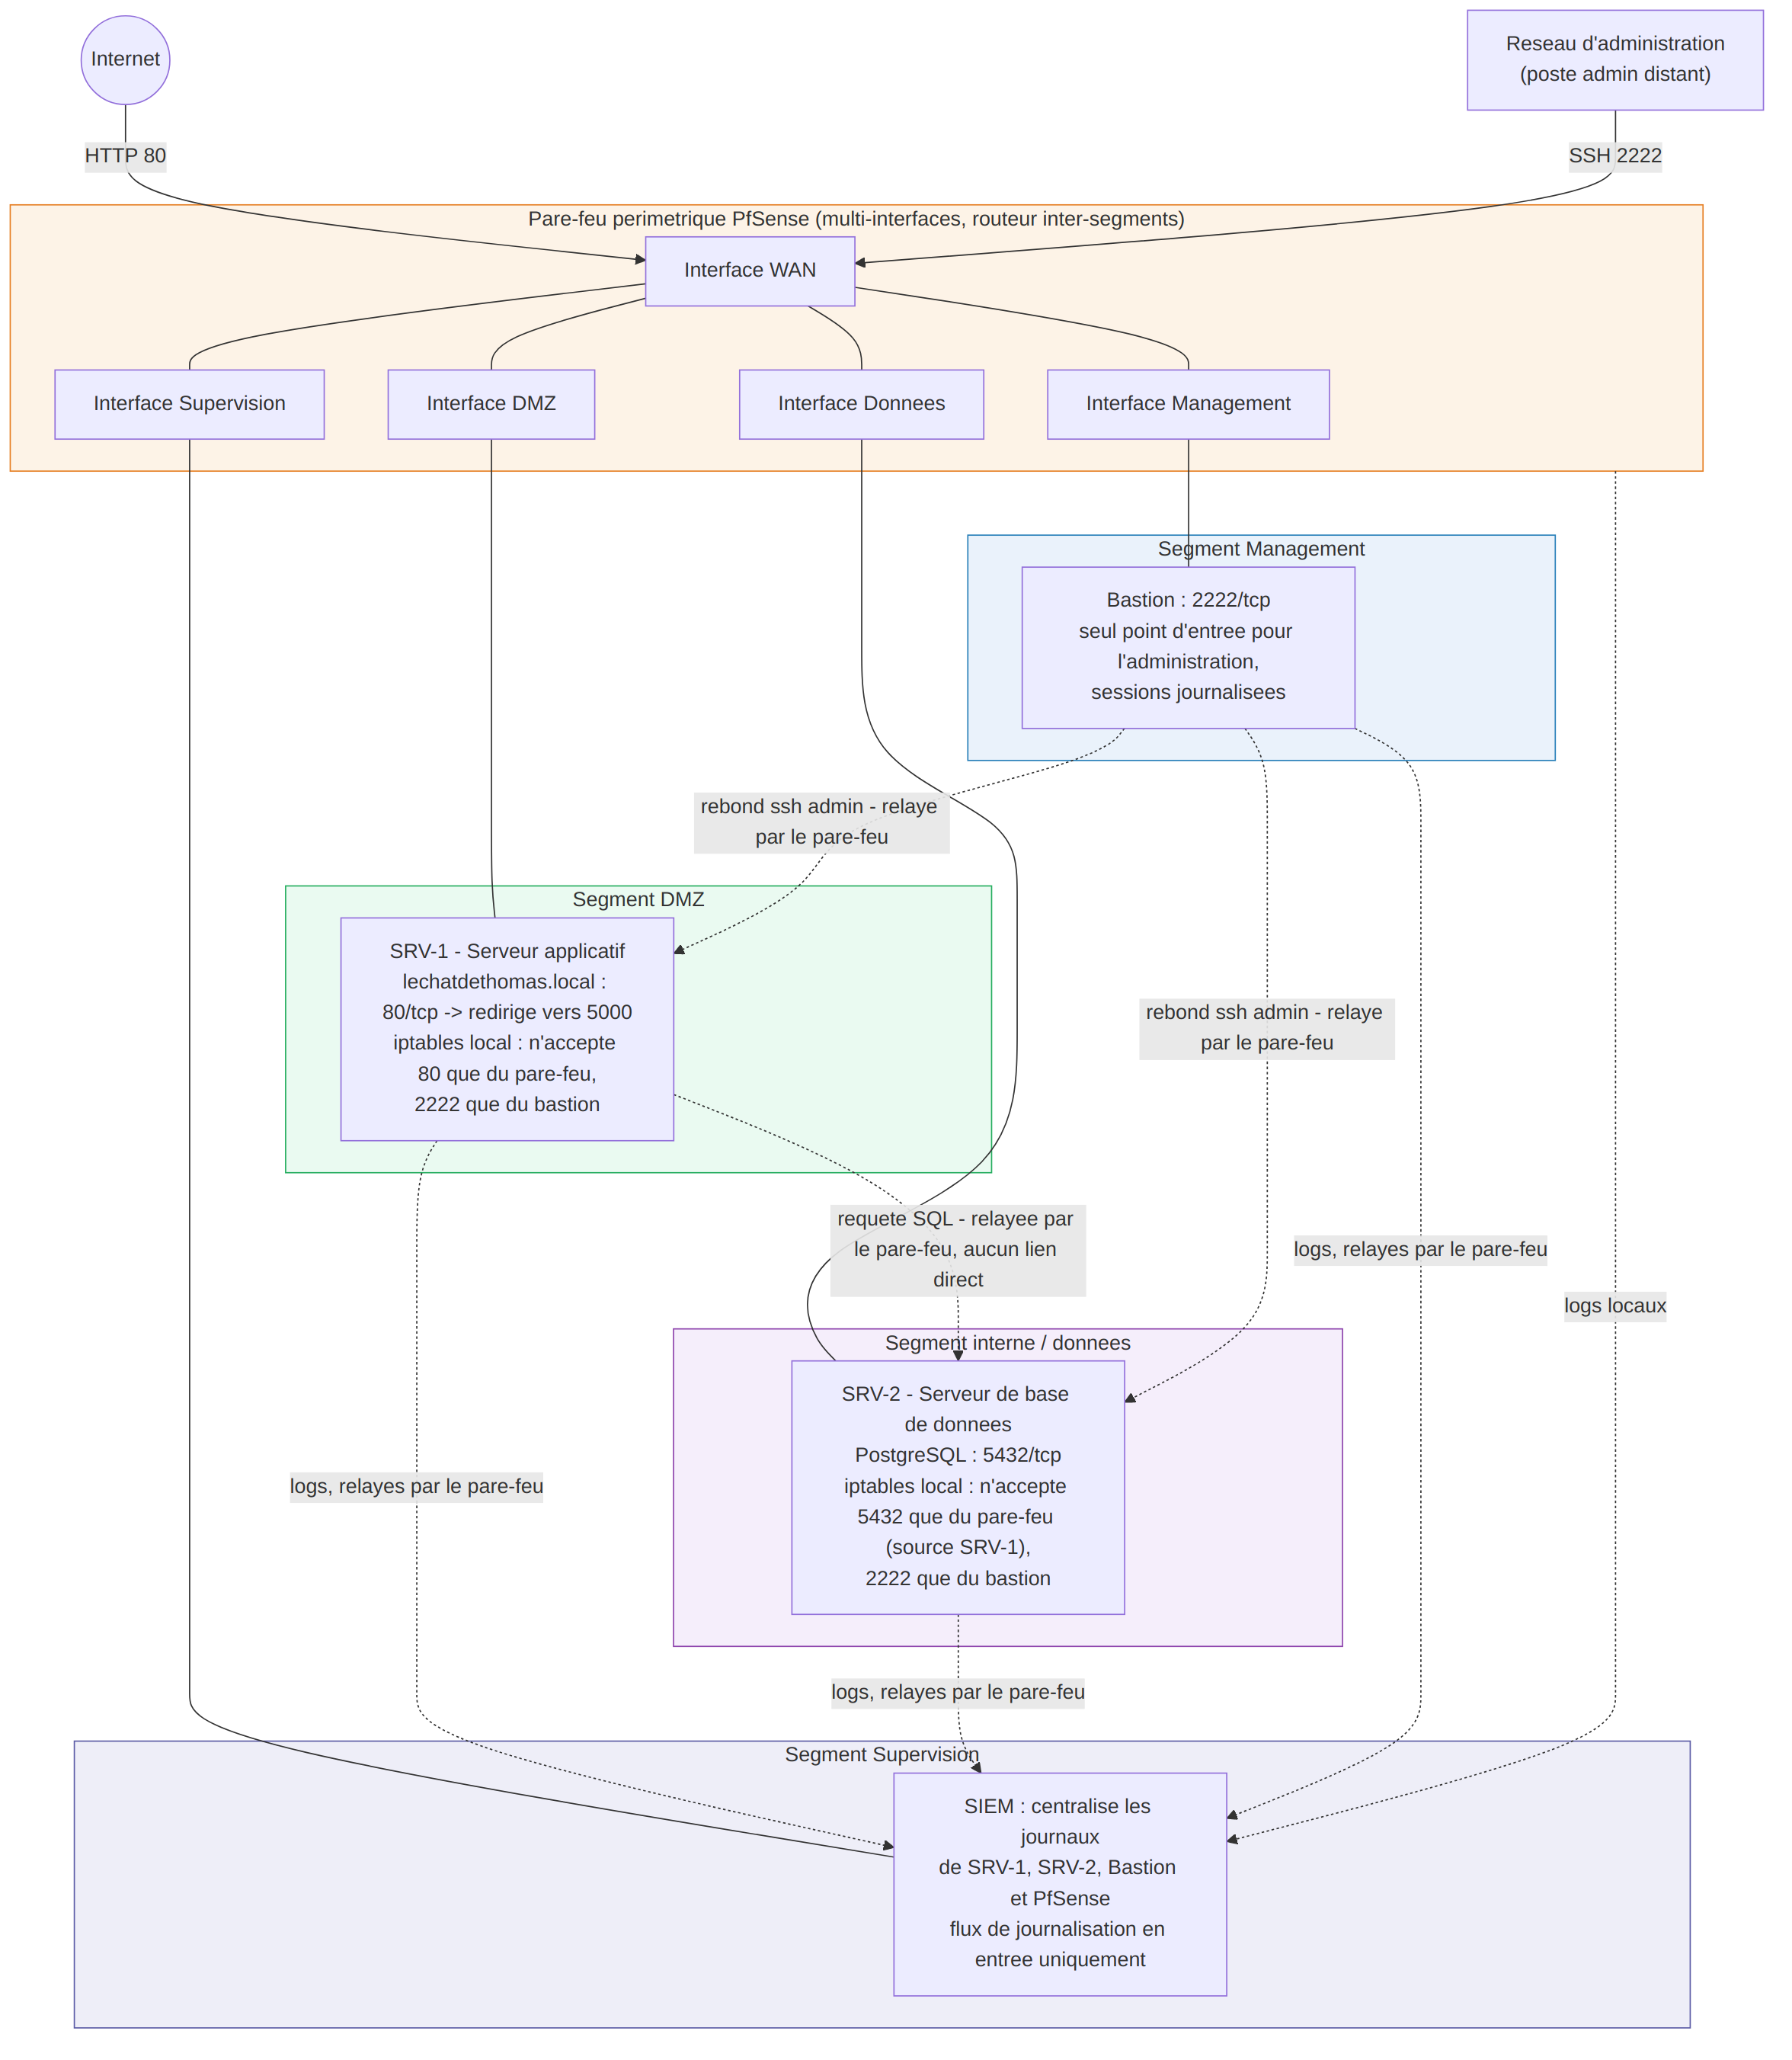 Internet
Reseau d'administration
(poste admin distant)
HTTP 80
SSH 2222
Pare-feu perimetrique PfSense (multi-interfaces, routeur inter-segments)
Interface WAN
Interface Supervision
Interface DMZ
Interface Donnees
Interface Management
Segment Management
Bastion : 2222/tcp
seul point d'entree pour
l'administration,
sessions journalisees
rebond ssh admin - relaye
par le pare-feu
Segment DMZ
SRV-1 - Serveur applicatif
lechatdethomas.local :
80/tcp -> redirige vers 5000
iptables local : n'accepte
80 que du pare-feu,
2222 que du bastion
rebond ssh admin - relaye
par le pare-feu
requete SQL - relayee par
le pare-feu, aucun lien
direct
logs, relayes par le pare-feu
logs locaux
Segment interne / donnees
SRV-2 - Serveur de base
de donnees
PostgreSQL : 5432/tcp
iptables local : n'accepte
5432 que du pare-feu
(source SRV-1),
2222 que du bastion
logs, relayes par le pare-feu
logs, relayes par le pare-feu
Segment Supervision
SIEM : centralise les
journaux
de SRV-1, SRV-2, Bastion
et PfSense
flux de journalisation en
entree uniquement